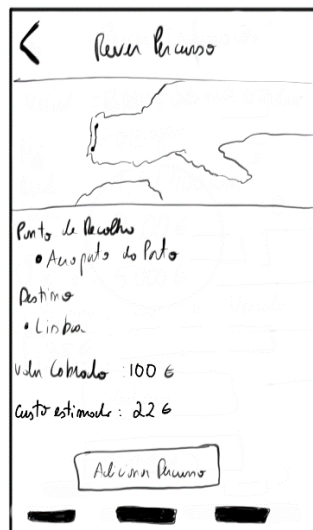 Rever Percurso
Ponto de Recolha
• Aeroporto do Porto
Destino
• Lisboa
Valor Cobrado : 100 €
Custo estimado : 22 €
Adicionar Percurso